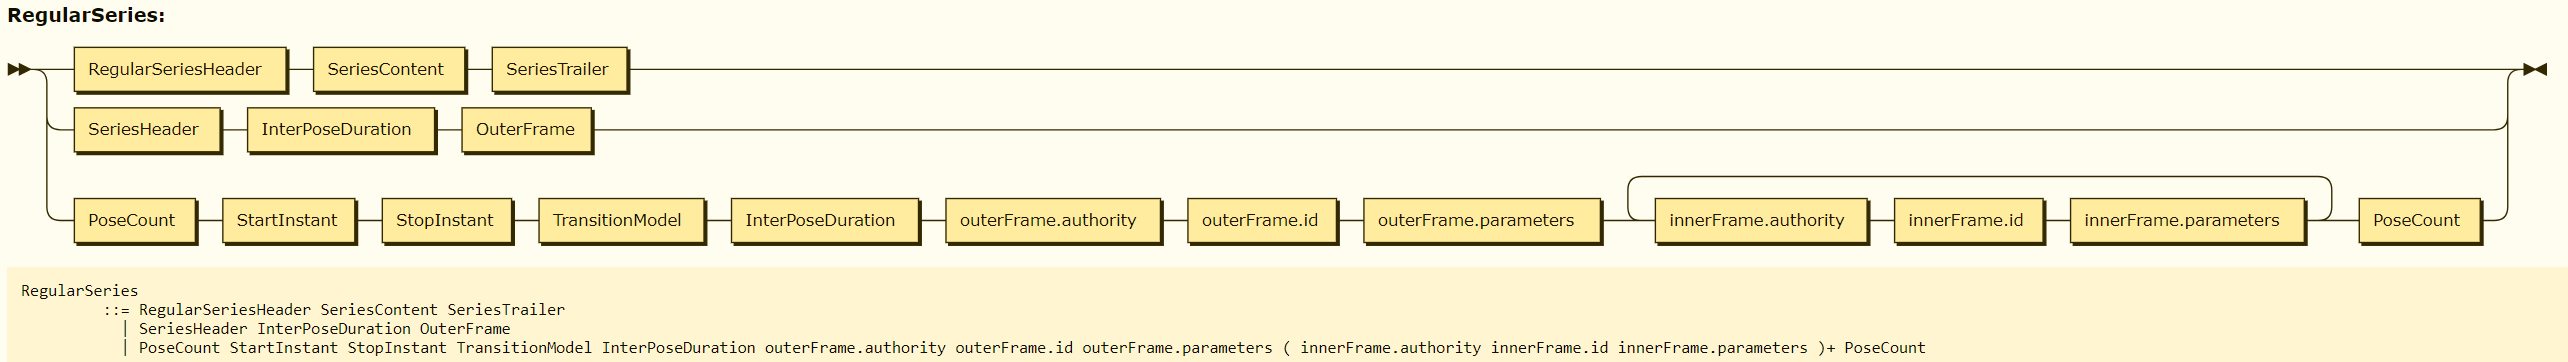 RegularSeries:
RegularSeriesHeader SeriesContent SeriesTrailer
SeriesHeader InterPoseDuration OuterFrame
PoseCount StartInstant StopInstant TransitionModel InterPoseDuration outerFrame.authority outerFrame.id outerFrame.parameters innerFrame.authority innerFrame.id innerFrame.parameters PoseCount
RegularSeries
::= RegularSeriesHeader SeriesContent SeriesTrailer
| SeriesHeader InterPoseDuration OuterFrame
| PoseCount StartInstant StopInstant TransitionModel InterPoseDuration outerFrame.authority outerFrame.id outerFrame.parameters ( innerFrame.authority innerFrame.id innerFrame.parameters )+ PoseCount